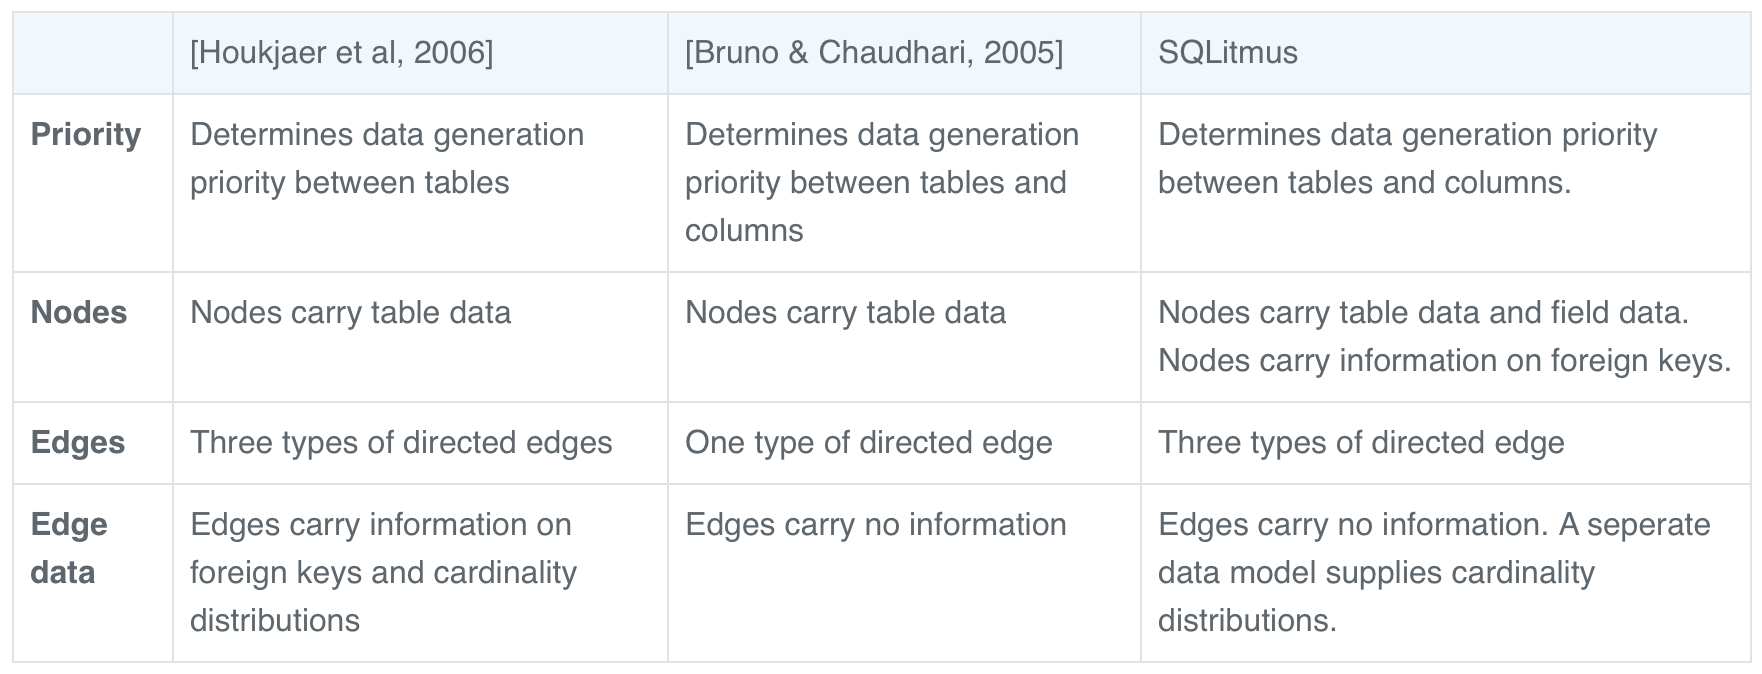 [Houkjaer et al, 2006]
[Bruno & Chaudhari, 2005]
SQLitmus
Priority
Determines data generation
priority between tables
Determines data generation
priority between tables and
columns
Determines data generation priority
between tables and columns.
Nodes
Nodes carry table data
Nodes carry table data
Nodes carry table data and field data.
Nodes carry information on foreign keys.
Edges
Three types of directed edges
One type of directed edge
Three types of directed edge
Edge
data
Edges carry information on
foreign keys and cardinality
distributions
Edges carry no information
Edges carry no information. A seperate
data model supplies cardinality
distributions.